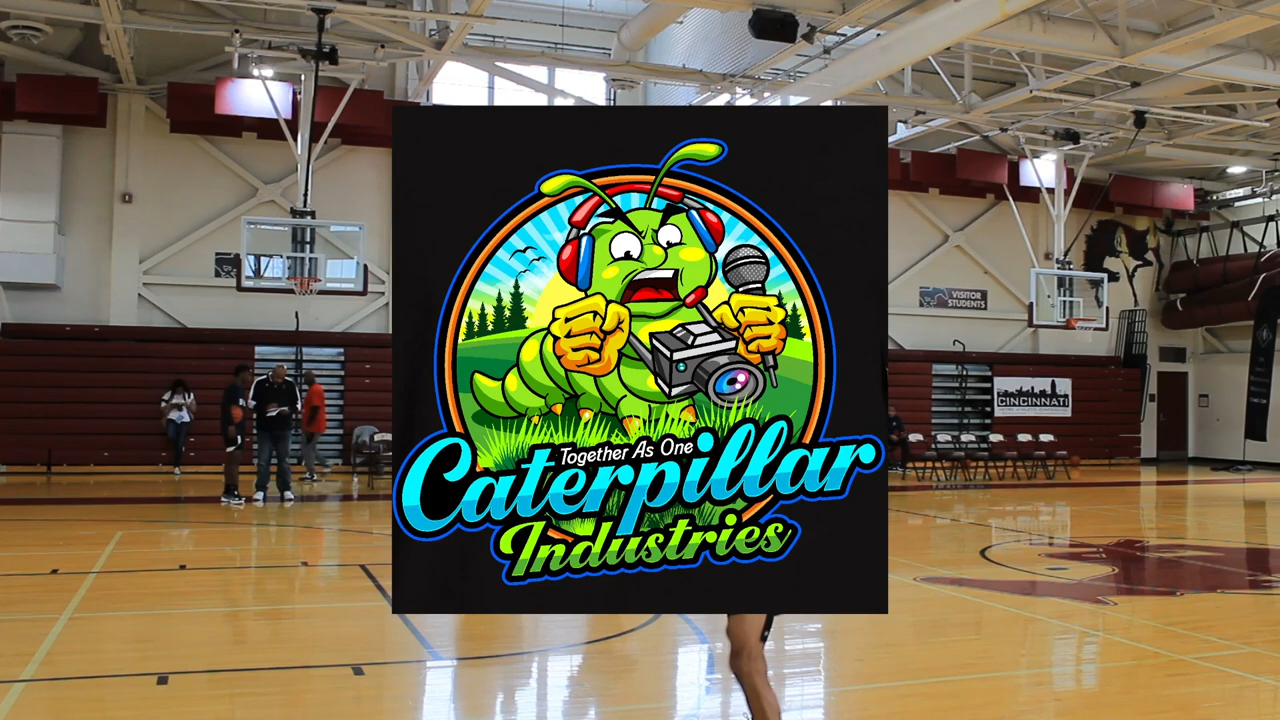 Together As One
Caterpillar
Industries
VISITOR
STUDENTS
CINCINNATI